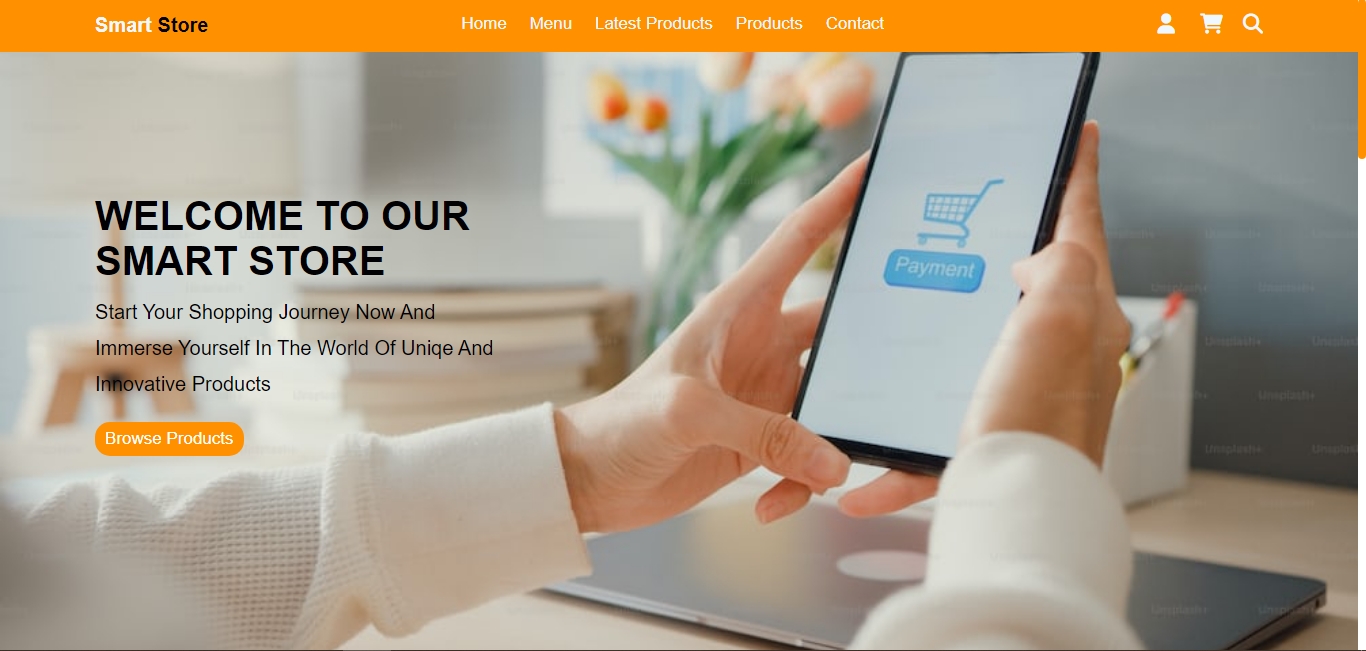 Smart Store
Home Menu Latest Products Products Contact
WELCOME TO OUR
SMART STORE
Start Your Shopping Journey Now And
Immerse Yourself In The World Of Uniqe And
Innovative Products
Browse Products
Payment
Unsplash+